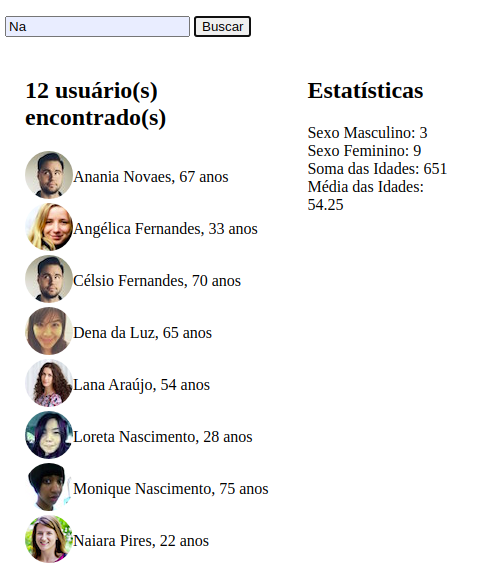 Na
Buscar
12 usuário(s)
encontrado(s)
Anania Novaes, 67 anos
Angélica Fernandes, 33 anos
Célsio Fernandes, 70 anos
Dena da Luz, 65 anos
Lana Araújo, 54 anos
Loreta Nascimento, 28 anos
Monique Nascimento, 75 anos
Naiara Pires, 22 anos
Estatísticas
Sexo Masculino: 3
Sexo Feminino: 9
Soma das Idades: 651
Média das Idades:
54.25